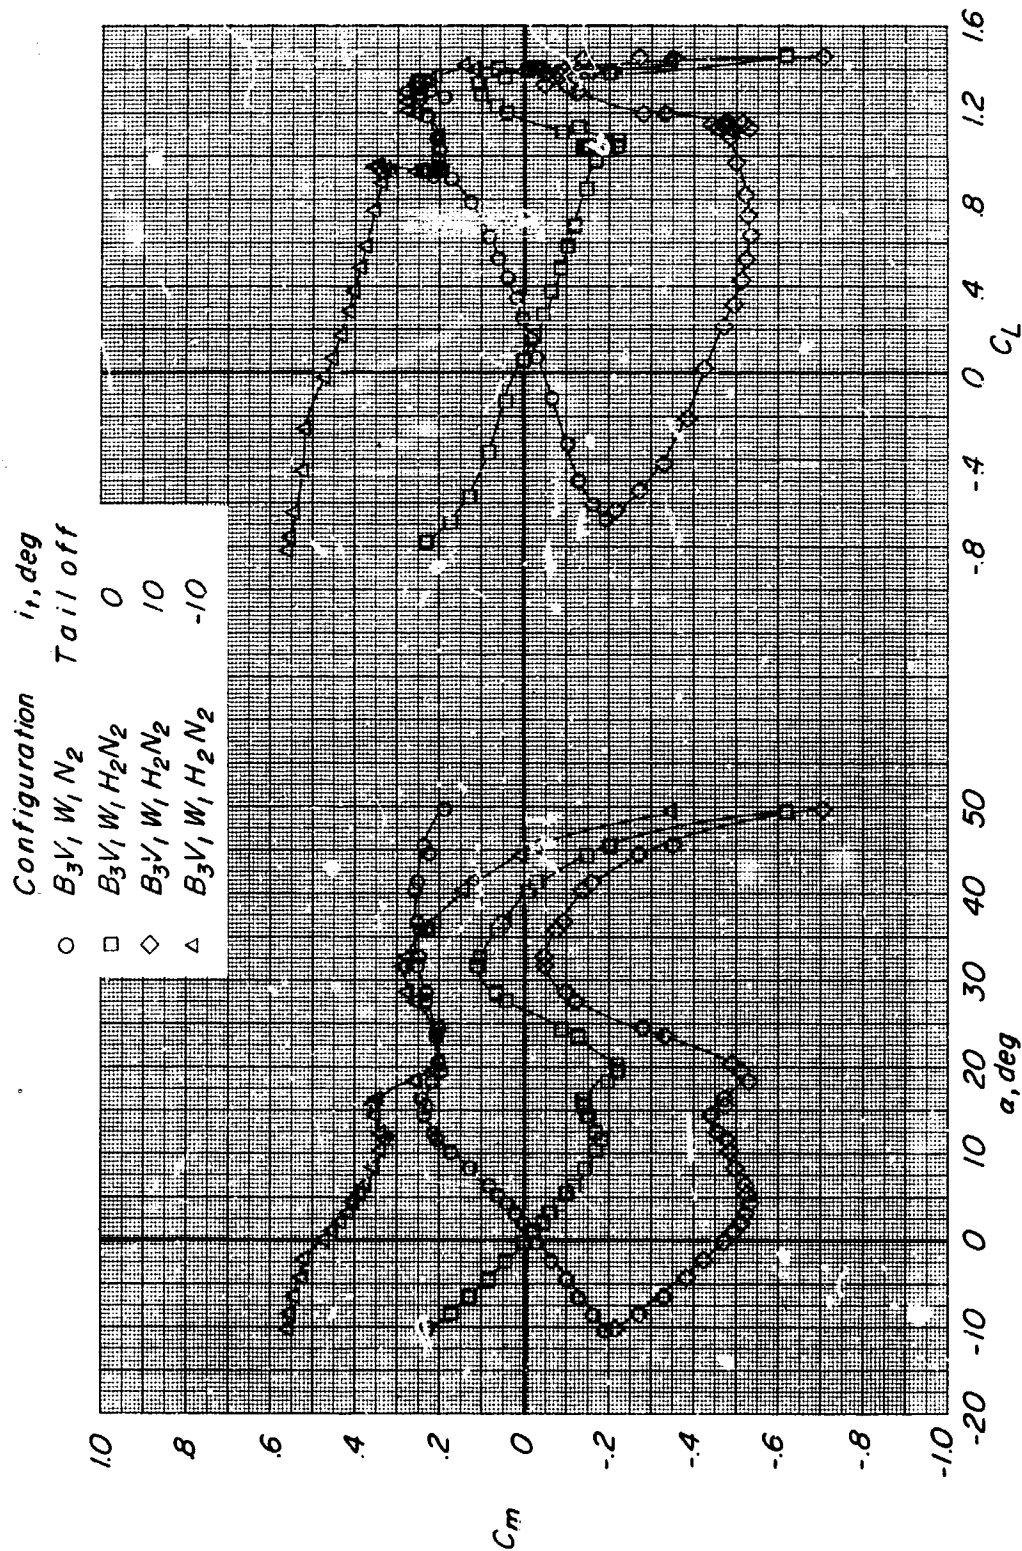 Configuration i_t, deg
○ B₃V₁W₁N₂ Tail off
□ B₃V₁W₁H₂N₂ 0
◇ B₃V₁W₁H₂N₂ 10
△ B₃V₁W₁H₂N₂ -10
1.0
.8
.6
.4
.2
0
-.2
-.4
-.6
-.8
-1.0
C_m
-20 -10 0 10 20 30 40 50
α, deg
-.8 -.4 0 .4 .8 1.2 1.6
C_L